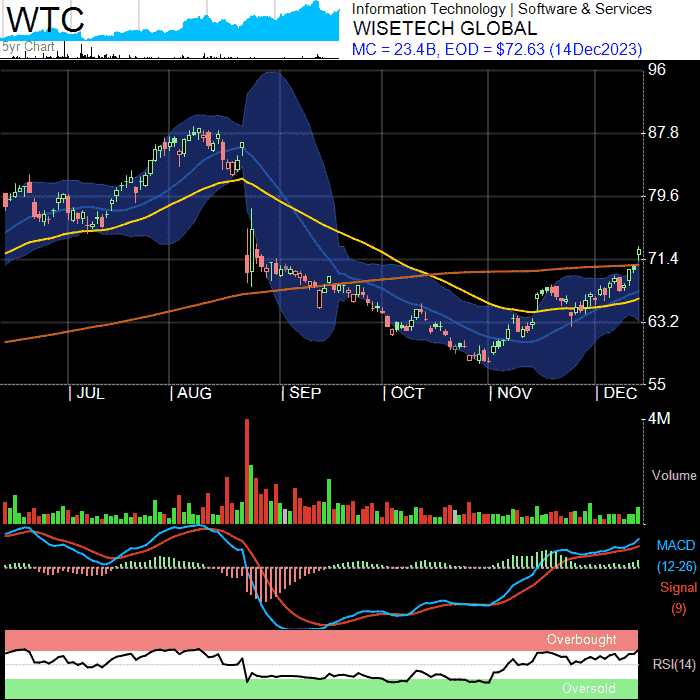 WTC
5yr Chart
Information Technology | Software & Services
WISETECH GLOBAL
MC = 23.4B, EOD = $72.63 (14Dec2023)
96
87.8
79.6
71.4
63.2
55
JUL
AUG
SEP
OCT
NOV
DEC
4M
Volume
MACD
(12-26)
Signal
(9)
Overbought
RSI(14)
Oversold